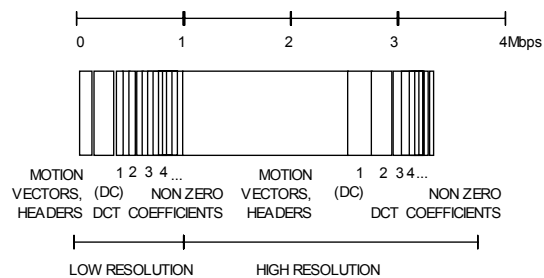 0 1 2 3 4Mbps
MOTION 1 2 3 4 ... MOTION 1 2 3 4...
VECTORS, (DC) NON ZERO VECTORS, (DC) NON ZERO
HEADERS DCT COEFFICIENTS HEADERS DCT COEFFICIENTS
LOW RESOLUTION HIGH RESOLUTION